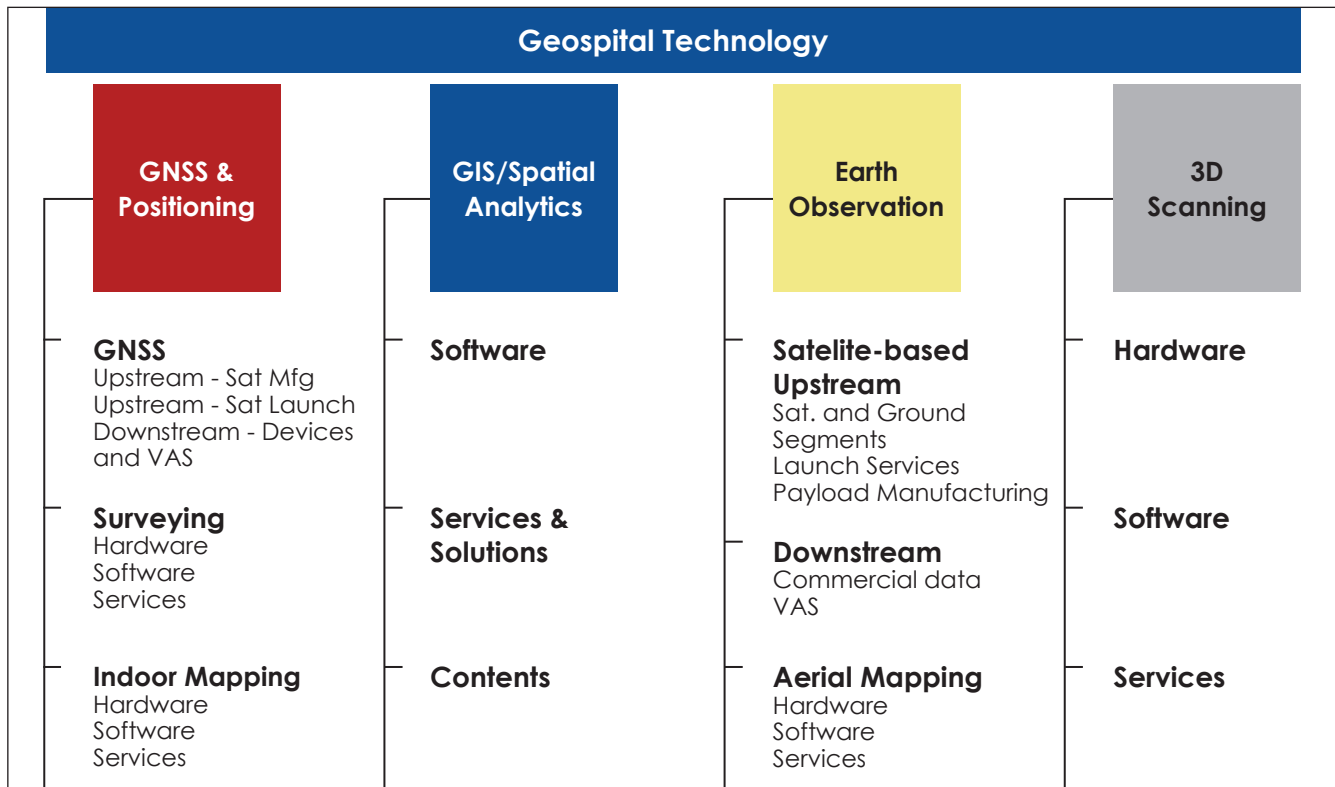 Geospital Technology
GNSS &
Positioning
GNSS
Upstream - Sat Mfg
Upstream - Sat Launch
Downstream - Devices
and VAS
Surveying
Hardware
Software
Services
Indoor Mapping
Hardware
Software
Services
GIS/Spatial
Analytics
Software
Services &
Solutions
Contents
Earth
Observation
Satelite-based
Upstream
Sat. and Ground
Segments
Launch Services
Payload Manufacturing
Downstream
Commercial data
VAS
Aerial Mapping
Hardware
Software
Services
3D
Scanning
Hardware
Software
Services